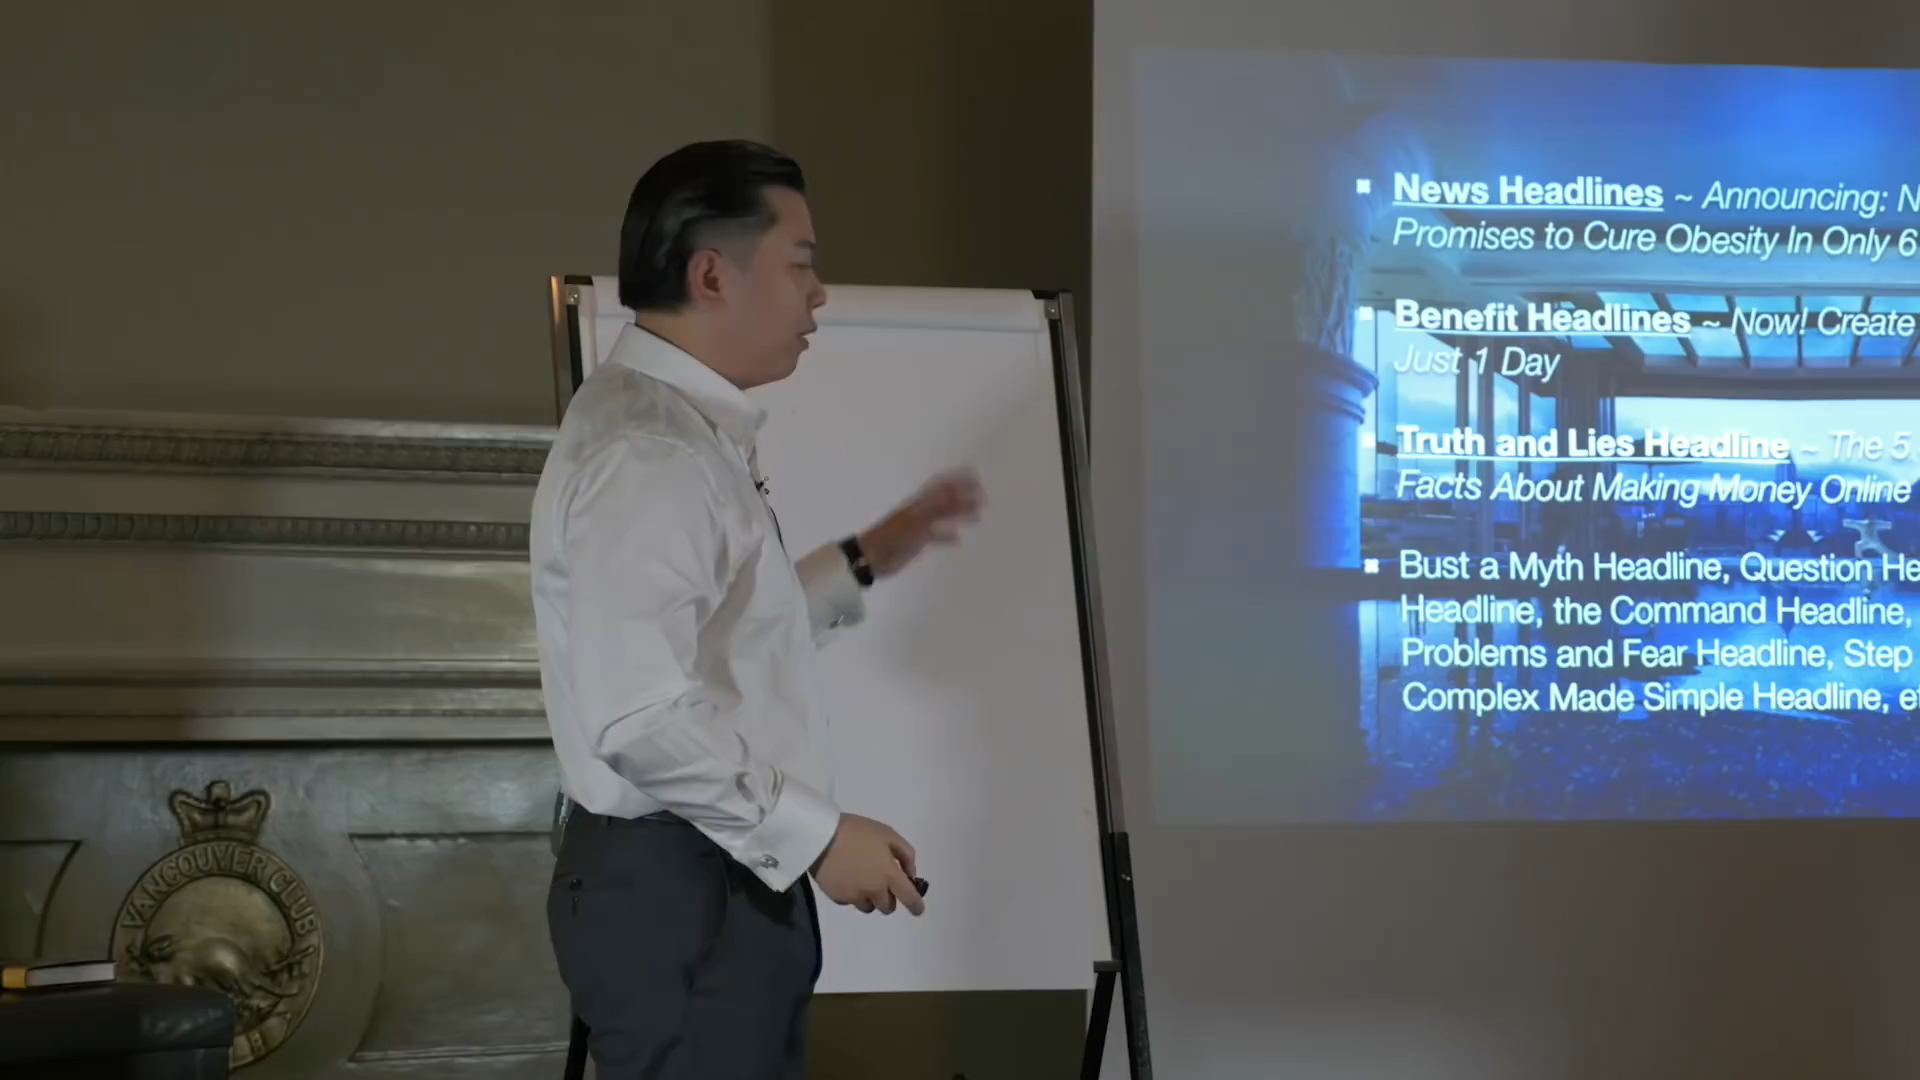 News Headlines ~ Announcing: N
Promises to Cure Obesity In Only 6
Benefit Headlines ~ Now! Create
Just 1 Day
Truth and Lies Headline ~ The 5
Facts About Making Money Online
Bust a Myth Headline, Question He
Headline, the Command Headline,
Problems and Fear Headline, Step
Complex Made Simple Headline, et
VANCOUVER CLUB